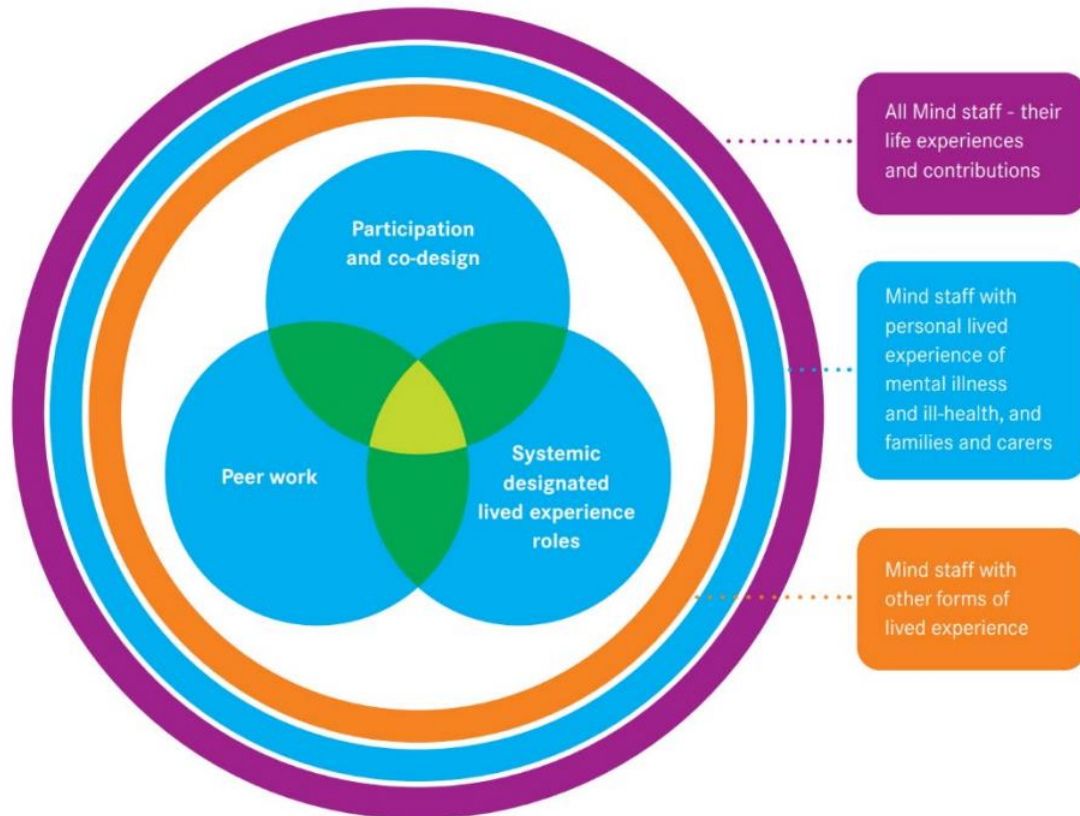 Participation
and co-design
Peer work
Systemic
designated
lived experience
roles
All Mind staff - their
life experiences
and contributions
Mind staff with
personal lived
experience of
mental illness
and ill-health, and
families and carers
Mind staff with
other forms of
lived experience